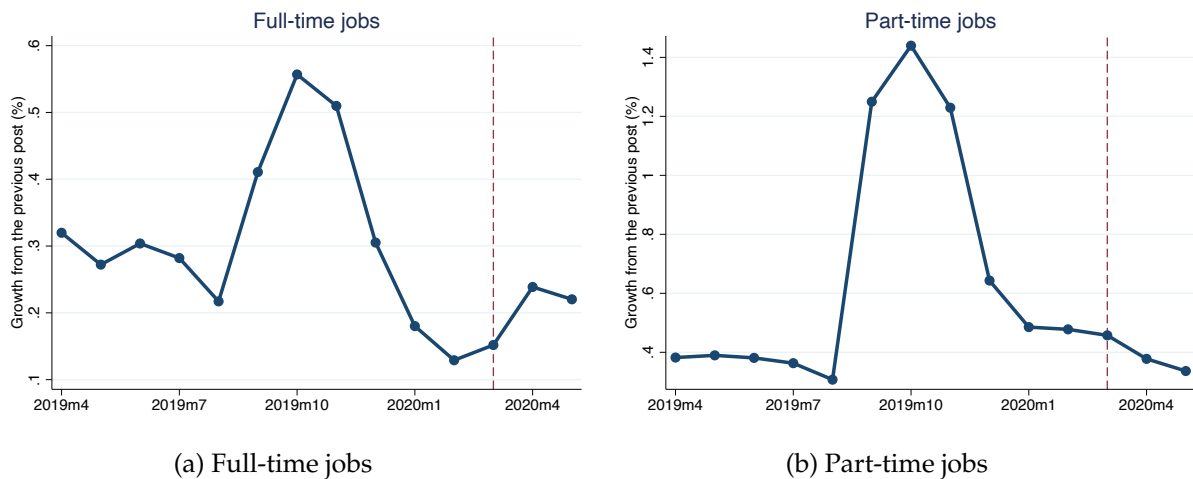 Full-time jobs
Growth from the previous post (%)
.6
.5
.4
.3
.2
.1
2019m4
2019m7
2019m10
2020m1
2020m4
(a) Full-time jobs
Part-time jobs
Growth from the previous post (%)
1.4
1.2
1
.8
.6
.4
2019m4
2019m7
2019m10
2020m1
2020m4
(b) Part-time jobs